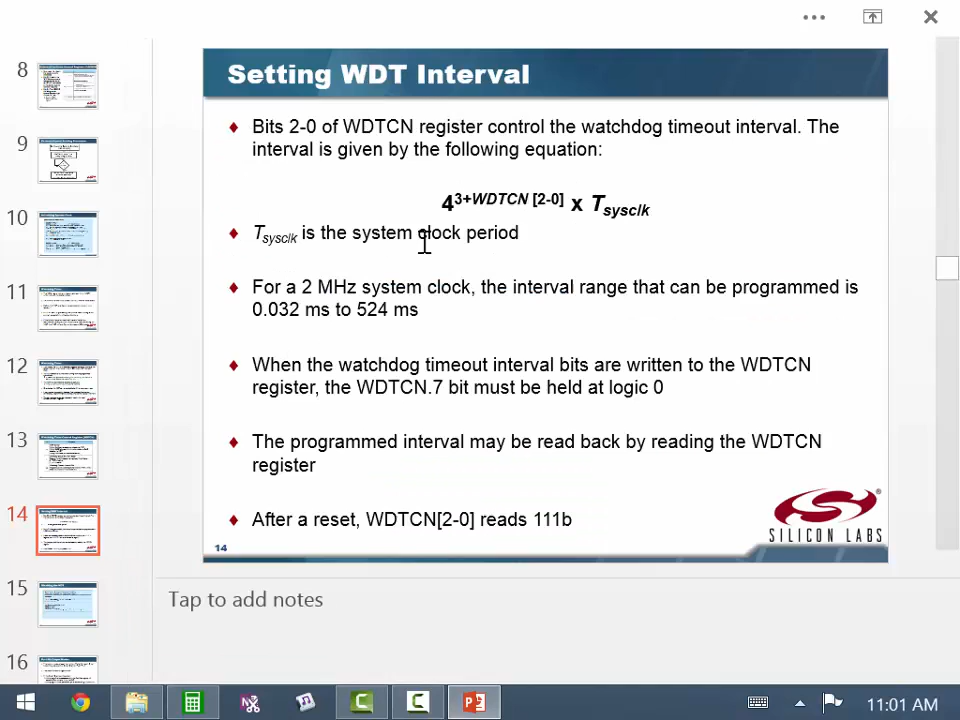 8
9
10
11
12
13
14
15
16
Setting WDT Interval
Bits 2-0 of WDTCN register control the watchdog timeout interval. The
interval is given by the following equation:
4^3+WDTCN [2-0] x Tsysclk
Tsysclk is the system clock period
For a 2 MHz system clock, the interval range that can be programmed is
0.032 ms to 524 ms
When the watchdog timeout interval bits are written to the WDTCN
register, the WDTCN.7 bit must be held at logic 0
The programmed interval may be read back by reading the WDTCN
register
After a reset, WDTCN[2-0] reads 111b
14
SILICON LABS
Tap to add notes
11:01 AM